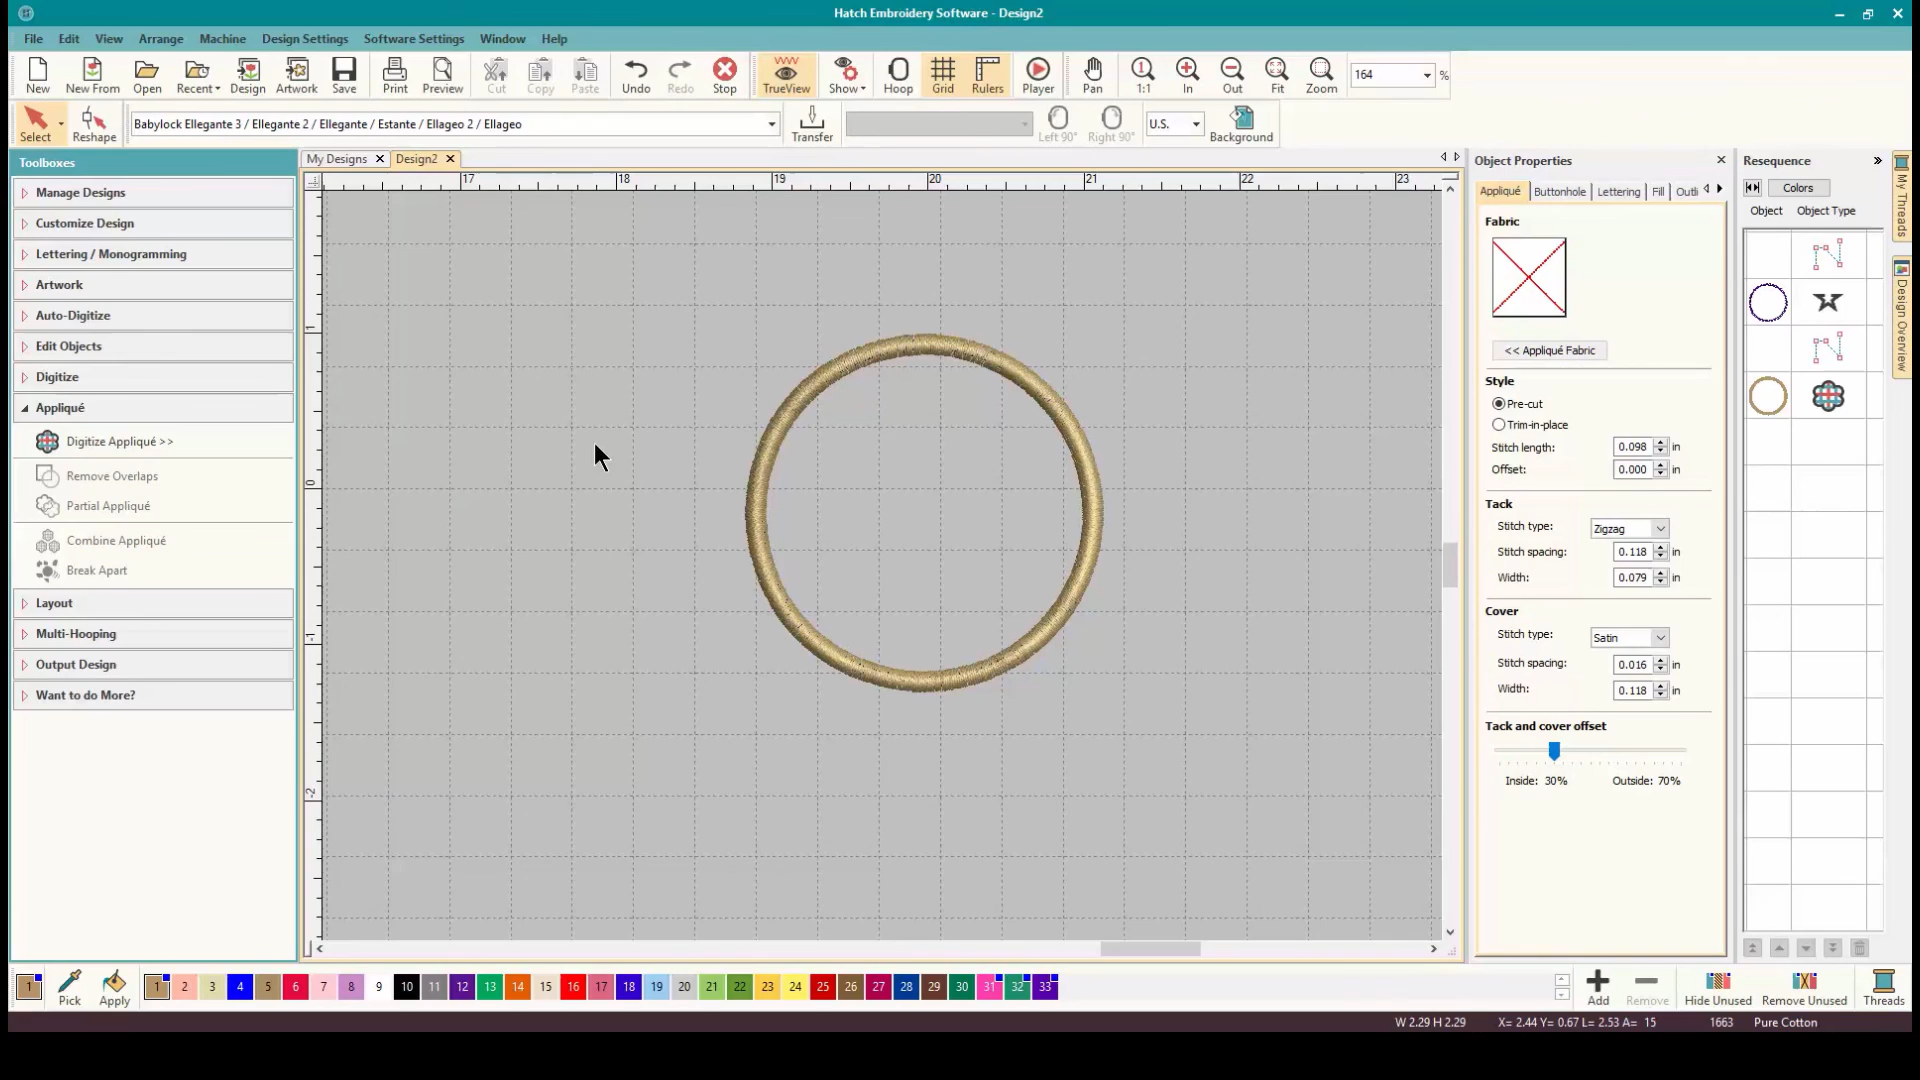 Hatch Embroidery Software - Design2
File Edit View Arrange Machine Design Settings Software Settings Window Help
New New From Open Recent Design Artwork Save Print Preview Cut Copy Paste Undo Redo Stop TrueView Show Hoop Grid Rulers Player Pan 1:1 In Out Fit Zoom 164 %
Select Reshape Babylock Ellegante 3 / Ellegante 2 / Ellegante / Estante / Ellageo 2 / Ellageo Transfer Left 90° Right 90° U.S. Background
Toolboxes
Manage Designs
Customize Design
Lettering / Monogramming
Artwork
Auto-Digitize
Edit Objects
Digitize
Appliqué
Digitize Appliqué >>
Remove Overlaps
Partial Appliqué
Combine Appliqué
Break Apart
Layout
Multi-Hooping
Output Design
Want to do More?
My Designs Design2
17 18 19 20 21 22 23
1
0
-1
-2
Object Properties
Appliqué Buttonhole Lettering Fill Outli
Fabric
<< Appliqué Fabric
Style
Pre-cut
Trim-in-place
Stitch length: 0.098 in
Offset: 0.000 in
Tack
Stitch type: Zigzag
Stitch spacing: 0.118 in
Width: 0.079 in
Cover
Stitch type: Satin
Stitch spacing: 0.016 in
Width: 0.118 in
Tack and cover offset
Inside: 30% Outside: 70%
Resequence
Colors
Object Object Type
My Threads
Design Overview
1 Pick Apply 1 2 3 4 5 6 7 8 9 10 11 12 13 14 15 16 17 18 19 20 21 22 23 24 25 26 27 28 29 30 31 32 33 Add Remove Hide Unused Remove Unused Threads
W 2.29 H 2.29 X= 2.44 Y= 0.67 L= 2.53 A= 15 1663 Pure Cotton